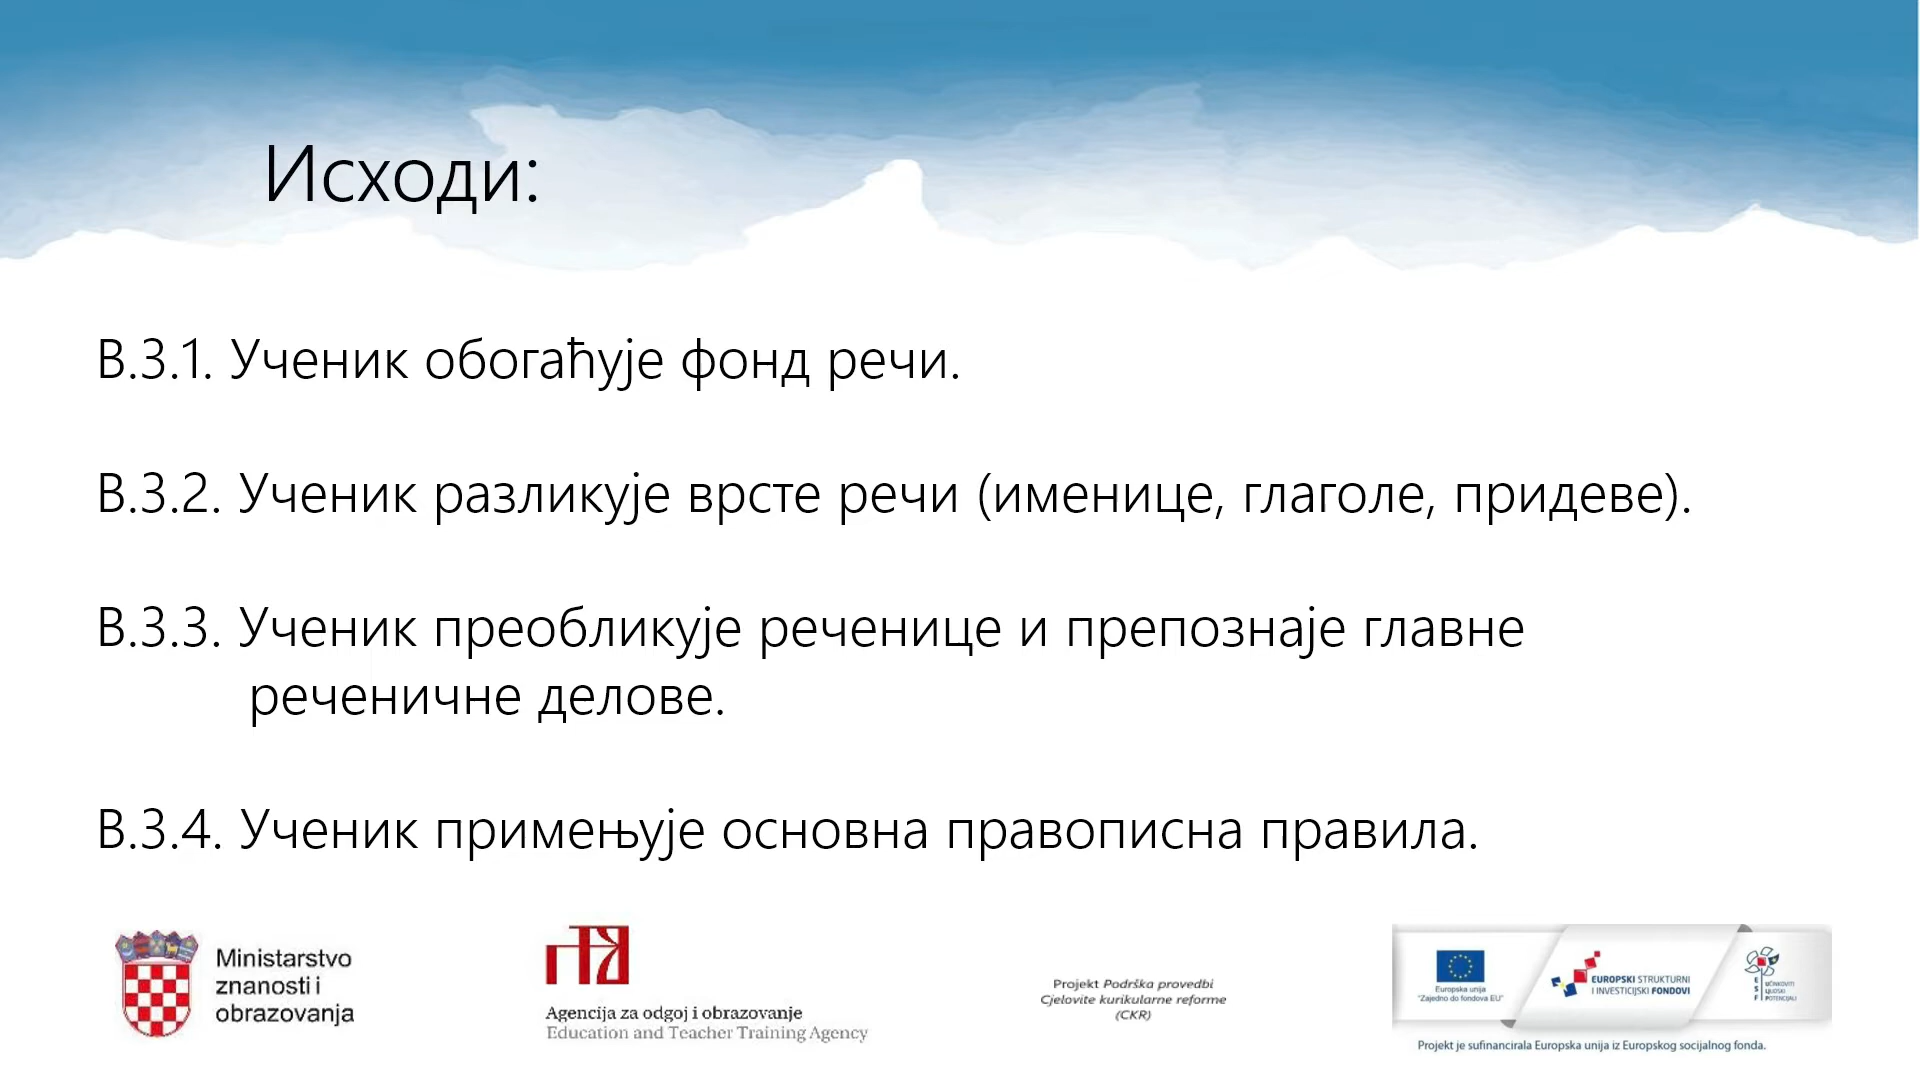 Исходи:
В.3.1. Ученик обогаћује фонд речи.
В.3.2. Ученик разликује врсте речи (именице, глаголе, придеве).
В.3.3. Ученик преобликује реченице и препознаје главне
реченичне делове.
В.3.4. Ученик примењује основна правописна правила.
Ministarstvo
znanosti i
obrazovanja
Agencija za odgoj i obrazovanje
Education and Teacher Training Agency
Projekt Podrška provedbi
Cjelovite kurikularne reforme
(CKR)
Europska unija
"Zajedno do fondova EU"
EUROPSKI STRUKTURNI
I INVESTICIJSKI FONDOVI
ESF
UČINKOVITI
LJUDSKI
POTENCIJALI
Projekt je sufinancirala Europska unija iz Europskog socijalnog fonda.